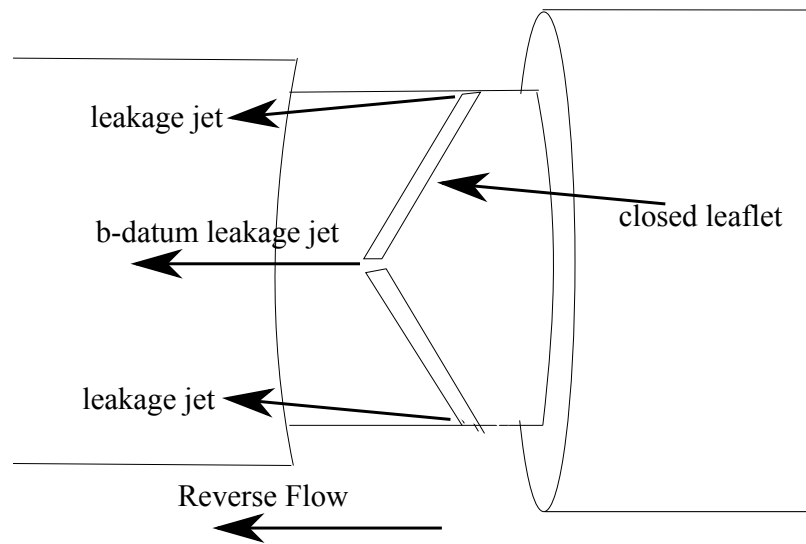 leakage jet
b-datum leakage jet
closed leaflet
leakage jet
Reverse Flow